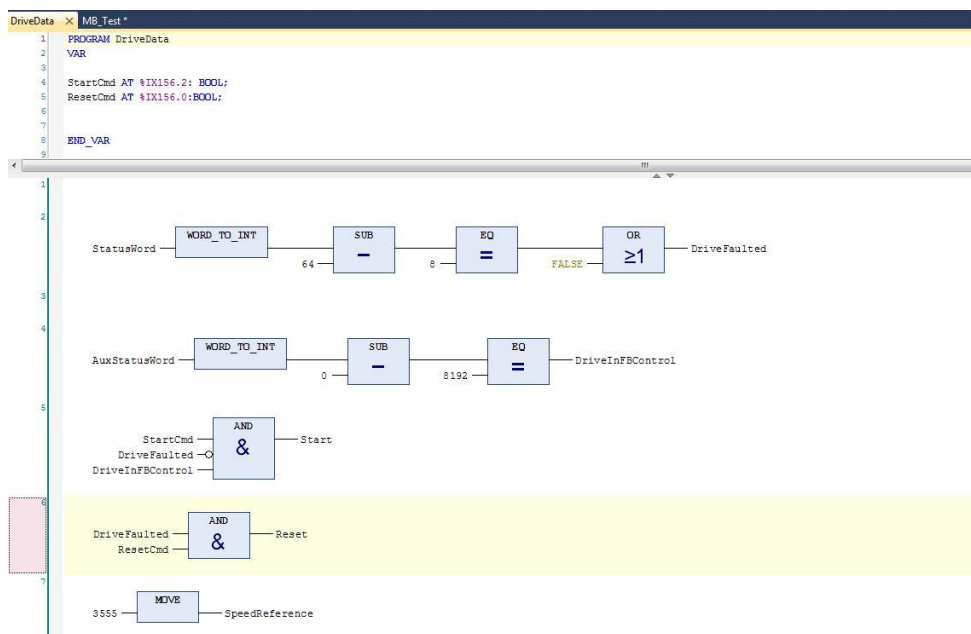 DriveData × MB_Test *
1 PROGRAM DriveData
2 VAR
3
4 StartCmd AT %IX156.2: BOOL;
5 ResetCmd AT %IX156.0:BOOL;
6
7
8 END_VAR
9
1
2
WORD_TO_INT SUB EQ OR
StatusWord − = ≥1 DriveFaulted
64 8 FALSE
3
4
WORD_TO_INT SUB EQ
AuxStatusWord − = DriveInFBControl
0 8192
5
AND
StartCmd & Start
DriveFaulted
DriveInFBControl
6
AND
DriveFaulted & Reset
ResetCmd
7
MOVE
3555 SpeedReference